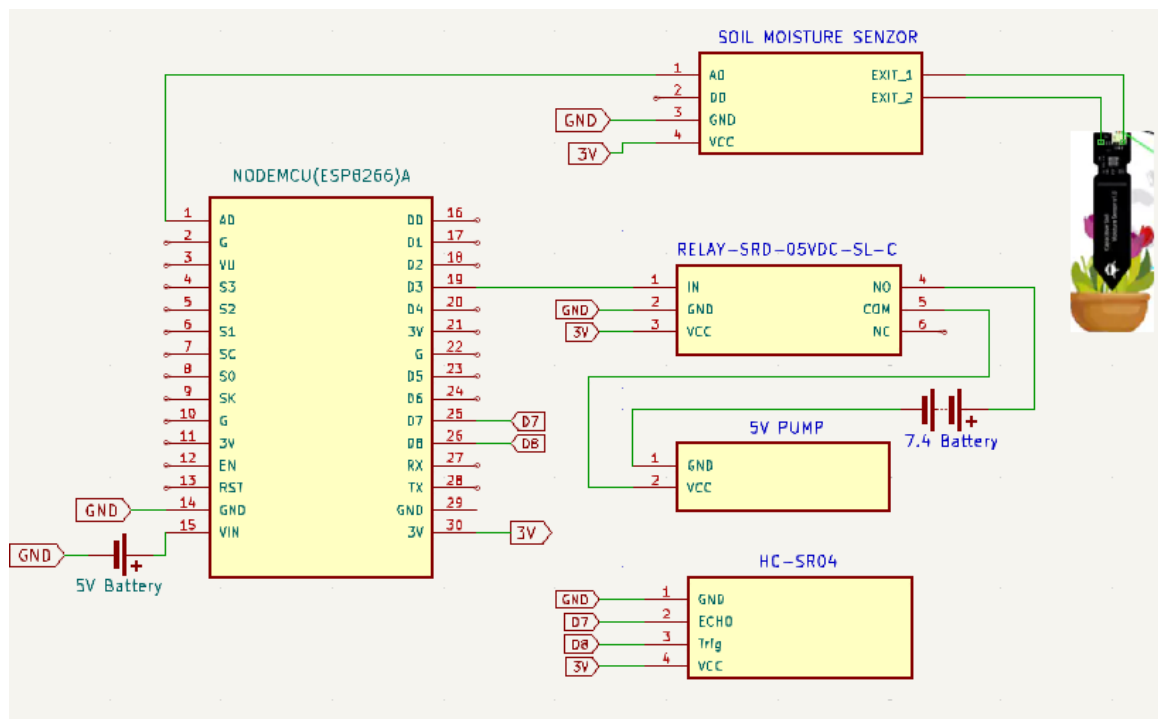 SOIL MOISTURE SENZOR
1 A0 EXIT_1
2 D0 EXIT_2
GND 3 GND
3V 4 VCC
NODEMCU(ESP8266)A
1 A0 D0 16
2 G D1 17
3 VU D2 18
4 S3 D3 19
5 S2 D4 20
6 S1 3V 21
7 SC G 22
8 S0 D5 23
9 SK D6 24
10 G D7 25 D7
11 3V D8 26 D8
12 EN RX 27
13 RST TX 28
GND 14 GND GND 29
15 VIN 3V 30 3V
GND +
5V Battery
RELAY-SRD-05VDC-SL-C
1 IN NO 4
GND 2 GND COM 5
3V 3 VCC NC 6
+
7.4 Battery
5V PUMP
1 GND
2 VCC
HC-SR04
GND 1 GND
D7 2 ECHO
D8 3 Trig
3V 4 VCC